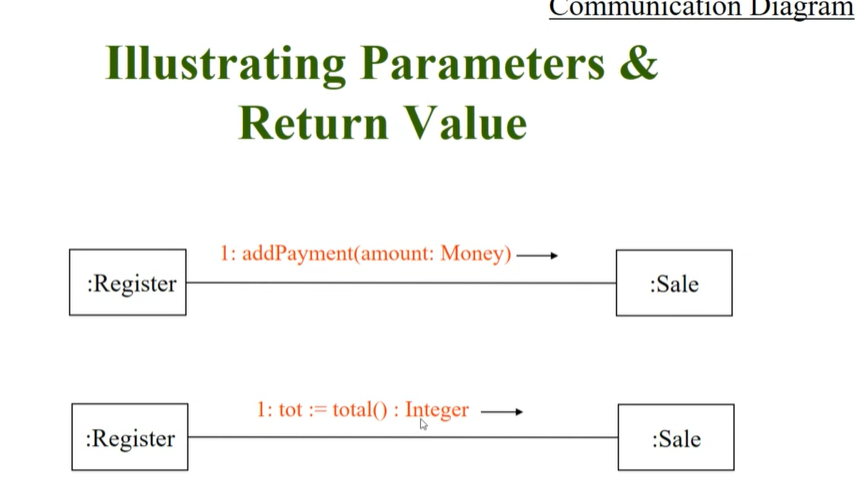 Communication Diagram
Illustrating Parameters &
Return Value
1: addPayment(amount: Money)
:Register
:Sale
1: tot := total() : Integer
:Register
:Sale